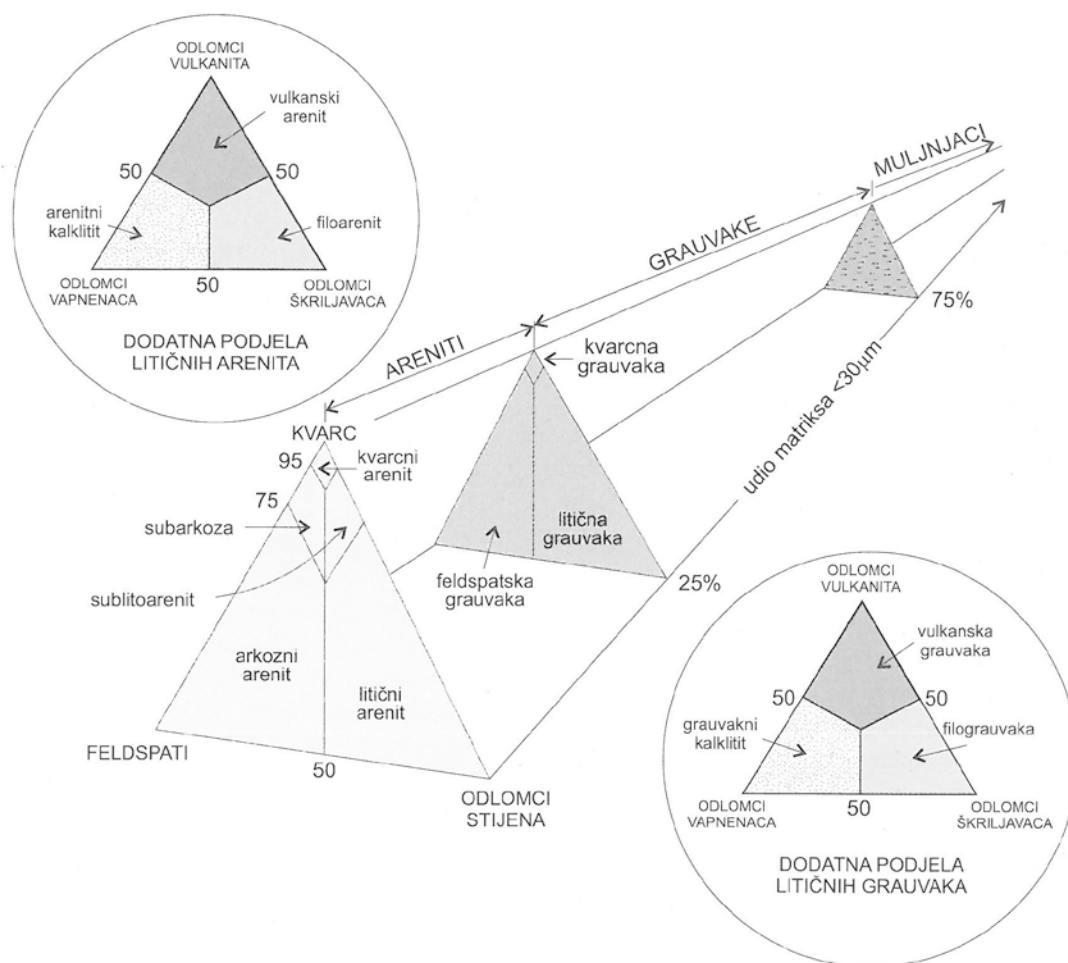 ODLOMCI
VULKANITA
vulkanski
arenit
50
50
arenitni
kalklitit
filoarenit
ODLOMCI
VAPNENACA
50
ODLOMCI
ŠKRILJAVACA
DODATNA PODJELA
LITIČNIH ARENITA
MULJNJACI
GRAUVAKE
ARENITI
75%
kvarcna
grauvaka
udio matriksa <30µm
KVARC
95
kvarcni
arenit
75
subarkoza
litična
grauvaka
feldspatska
grauvaka
25%
sublitoarenit
arkozni
arenit
litični
arenit
FELDSPATI
50
ODLOMCI
STIJENA
ODLOMCI
VULKANITA
vulkanska
grauvaka
50
50
grauvakni
kalklitit
filograuvaka
ODLOMCI
VAPNENACA
50
ODLOMCI
ŠKRILJAVACA
DODATNA PODJELA
LITIČNIH GRAUVAKA